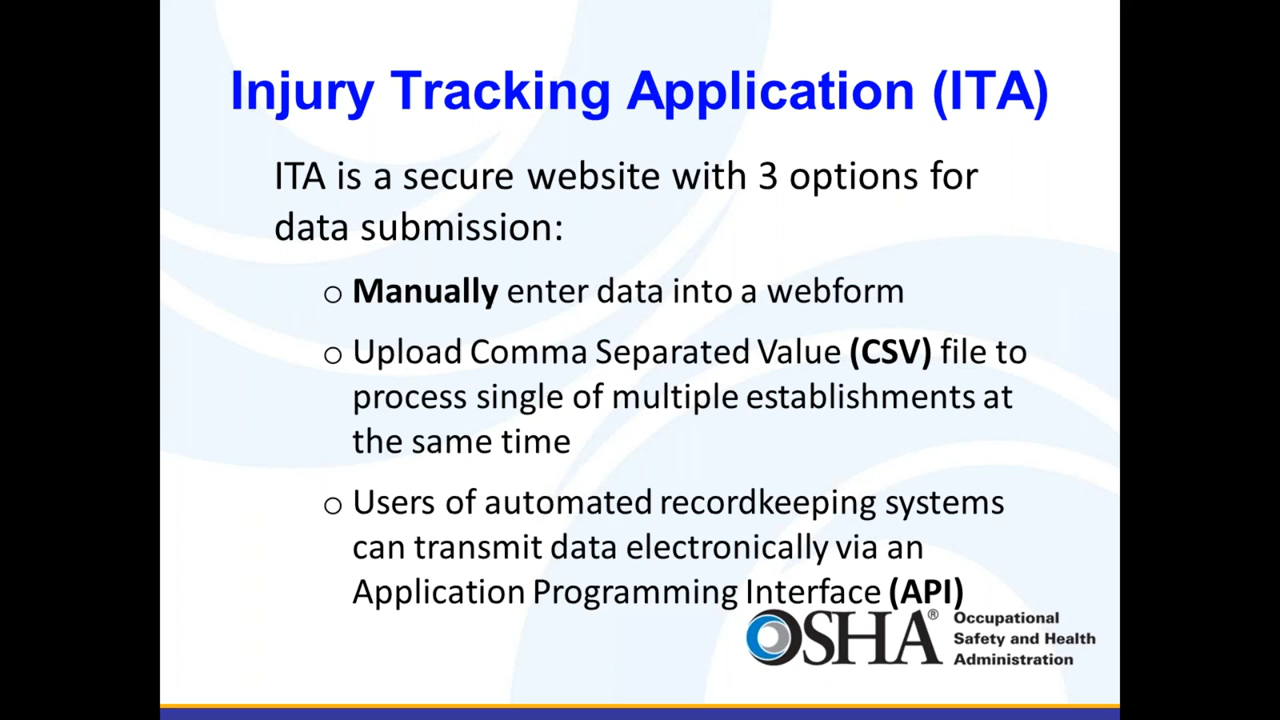 Injury Tracking Application (ITA)
ITA is a secure website with 3 options for
data submission:
o Manually enter data into a webform
o Upload Comma Separated Value (CSV) file to
process single of multiple establishments at
the same time
o Users of automated recordkeeping systems
can transmit data electronically via an
Application Programming Interface (API)
OSHA®
Occupational
Safety and Health
Administration